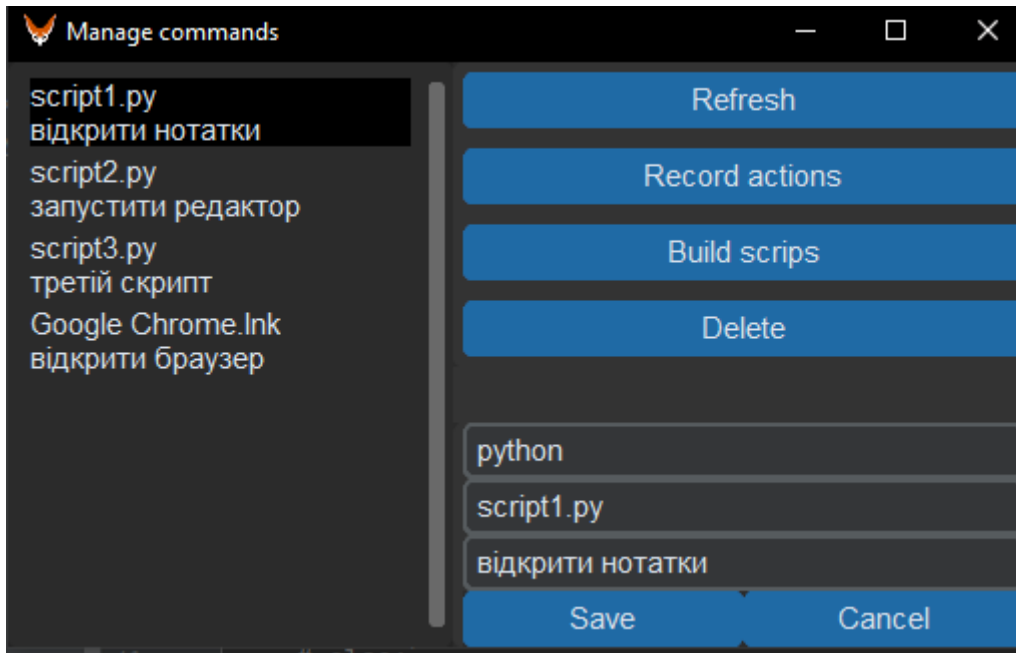 Manage commands
script1.py
відкрити нотатки
script2.py
запустити редактор
script3.py
третій скрипт
Google Chrome.lnk
відкрити браузер
Refresh
Record actions
Build scrips
Delete
python
script1.py
відкрити нотатки
Save
Cancel